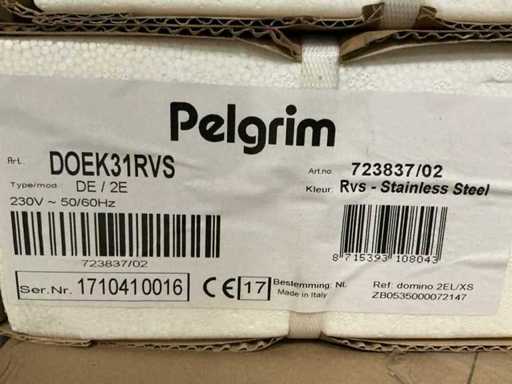 Pelgrim
Art. DOEK31RVS
Art.no 723837/02
Type/mod. DE / 2E
Kleur: Rvs - Stainless Steel
230V ~ 50/60Hz
723837/02
8 715393 108043
Ser.Nr. 1710410016
CE 17
Bestemming: NL
Made in Italy
Ref: domino 2EL/XS
ZB0535000072147